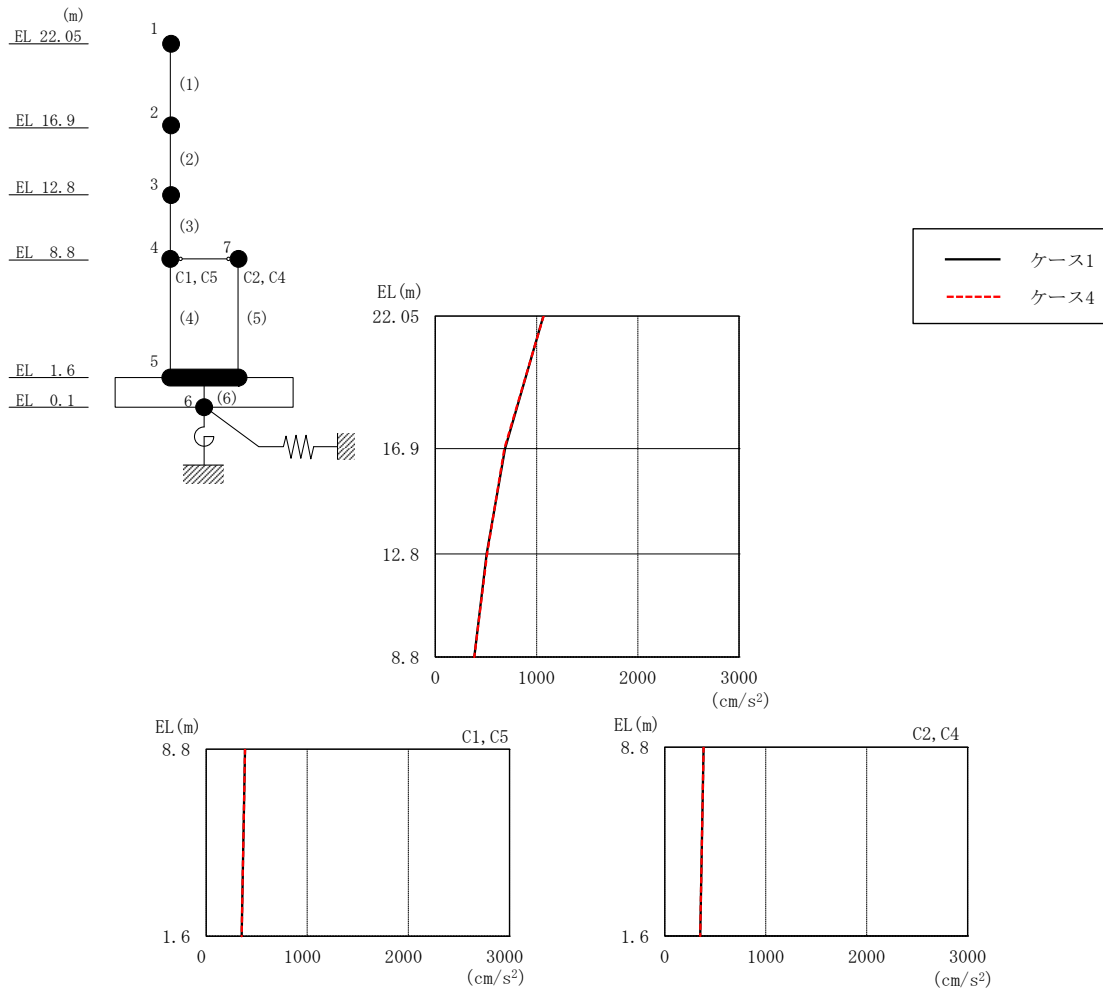 (m)
EL 22.05
1
(1)
EL 16.9
2
(2)
EL 12.8
3
(3)
EL 8.8
4
7
C1,C5
C2,C4
(4)
(5)
EL 1.6
5
EL 0.1
6
(6)
ケース1
ケース4
EL(m)
22.05
16.9
12.8
8.8
0 1000 2000 3000
(cm/s²)
EL(m)
C1,C5
8.8
1.6
0 1000 2000 3000
(cm/s²)
EL(m)
C2,C4
8.8
1.6
0 1000 2000 3000
(cm/s²)